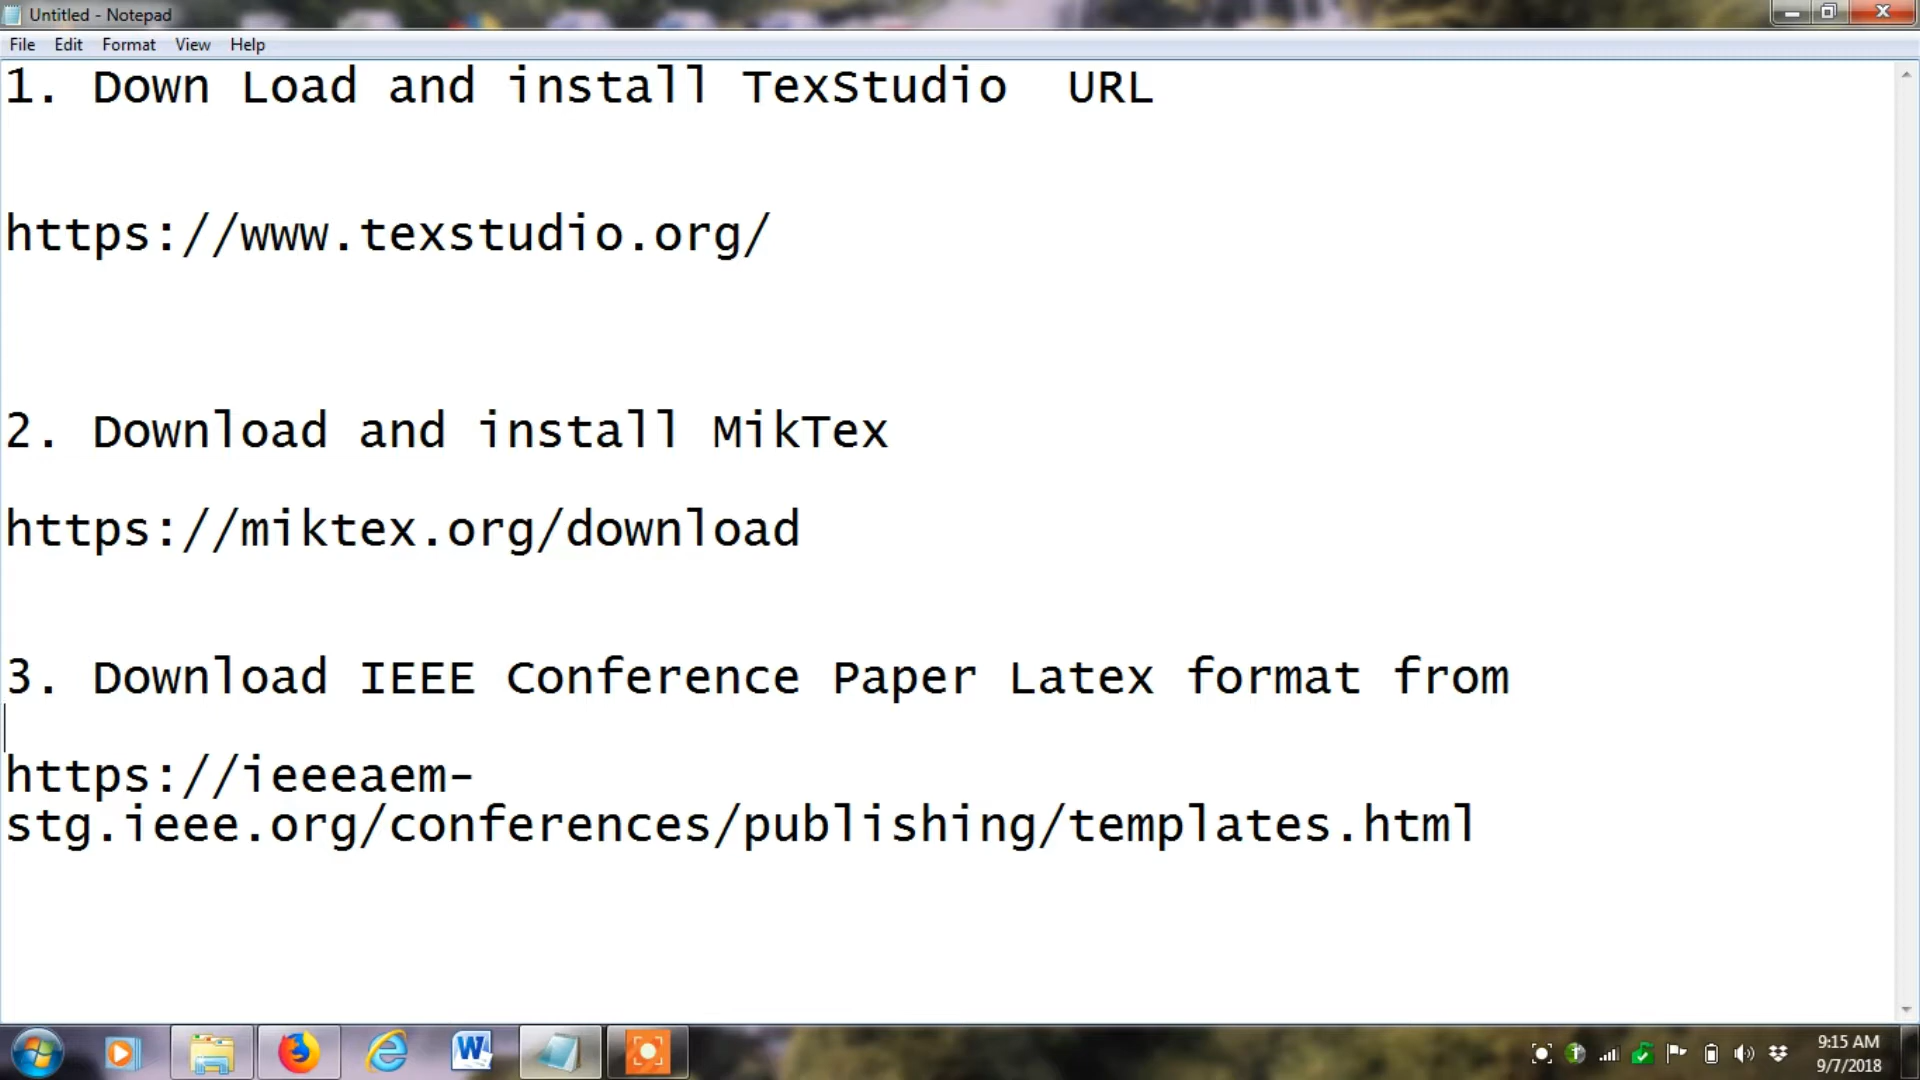 Untitled - Notepad
File Edit Format View Help
1. Down Load and install TexStudio  URL
https://www.texstudio.org/
2. Download and install MikTex
https://miktex.org/download
3. Download IEEE Conference Paper Latex format from
https://ieeeaem-
stg.ieee.org/conferences/publishing/templates.html
9:15 AM
9/7/2018